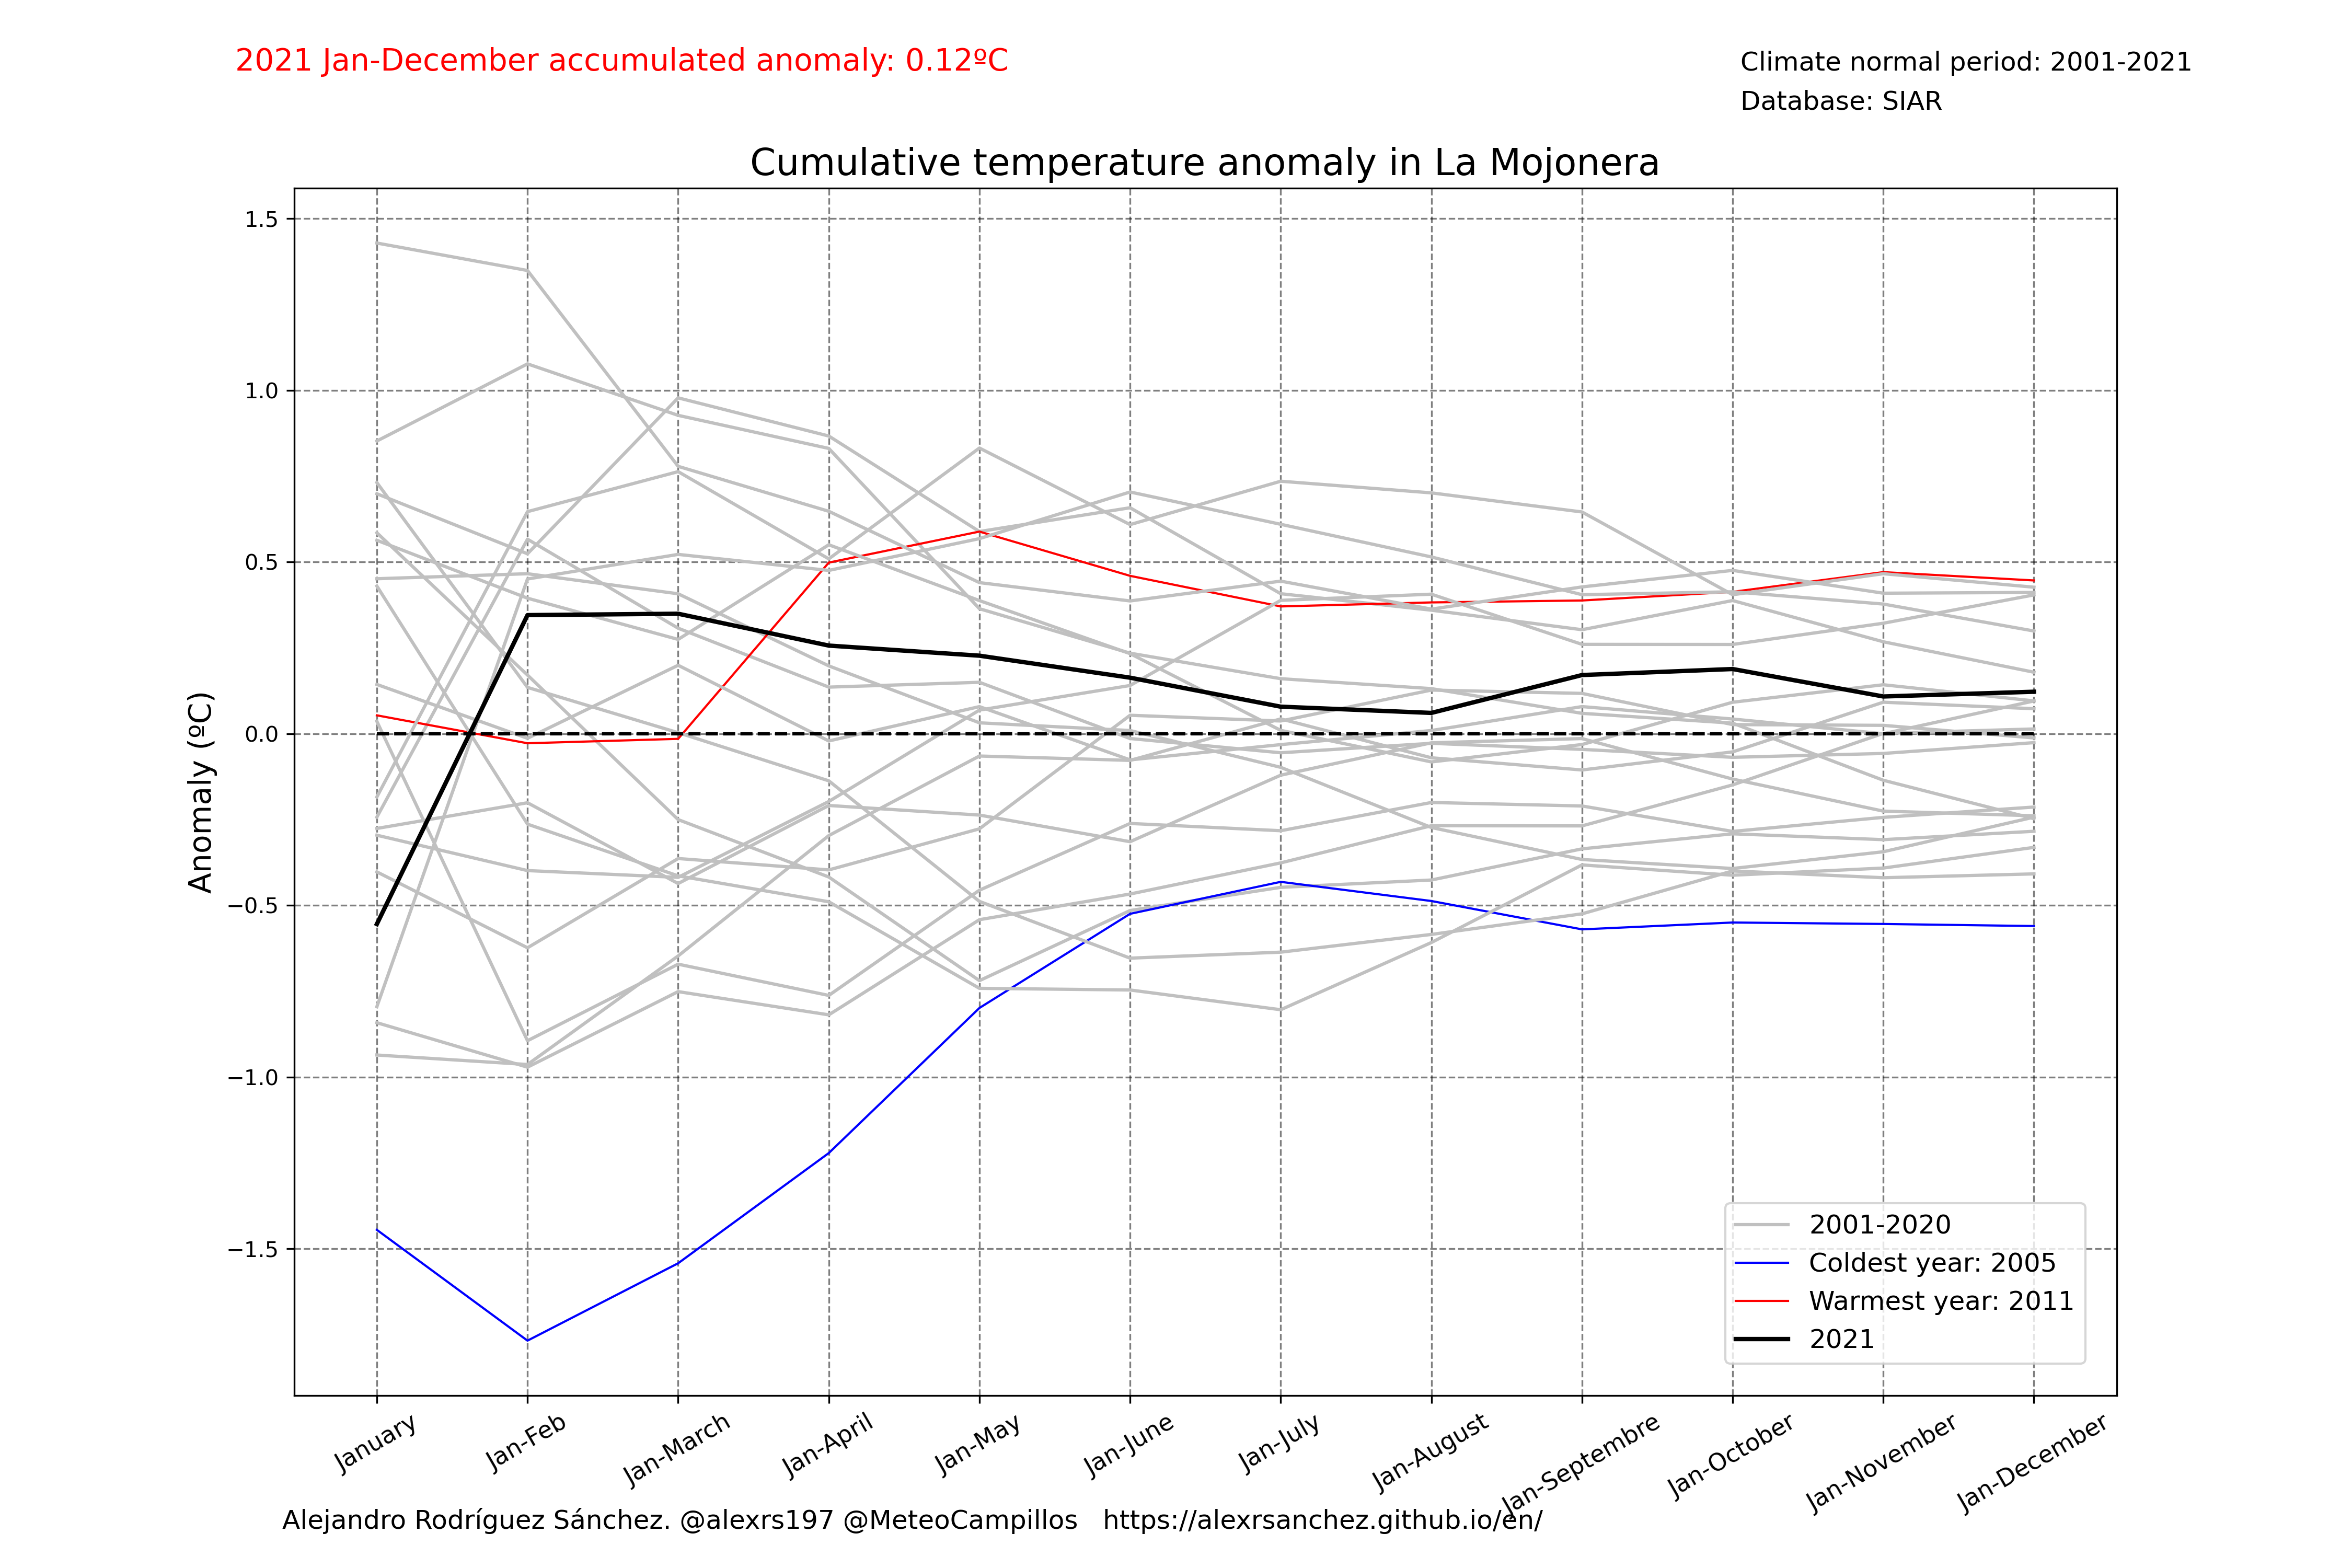 2021 Jan-December accumulated anomaly: 0.12ºC
Climate normal period: 2001-2021
Database: SIAR
Cumulative temperature anomaly in La Mojonera
Anomaly (ºC)
1.5
1.0
0.5
0.0
−0.5
−1.0
−1.5
2001-2020
Coldest year: 2005
Warmest year: 2011
2021
January
Jan-Feb
Jan-March
Jan-April
Jan-May
Jan-June
Jan-July
Jan-August
Jan-Septembre
Jan-October
Jan-November
Jan-December
Alejandro Rodríguez Sánchez. @alexrs197 @MeteoCampillos https://alexrsanchez.github.io/en/